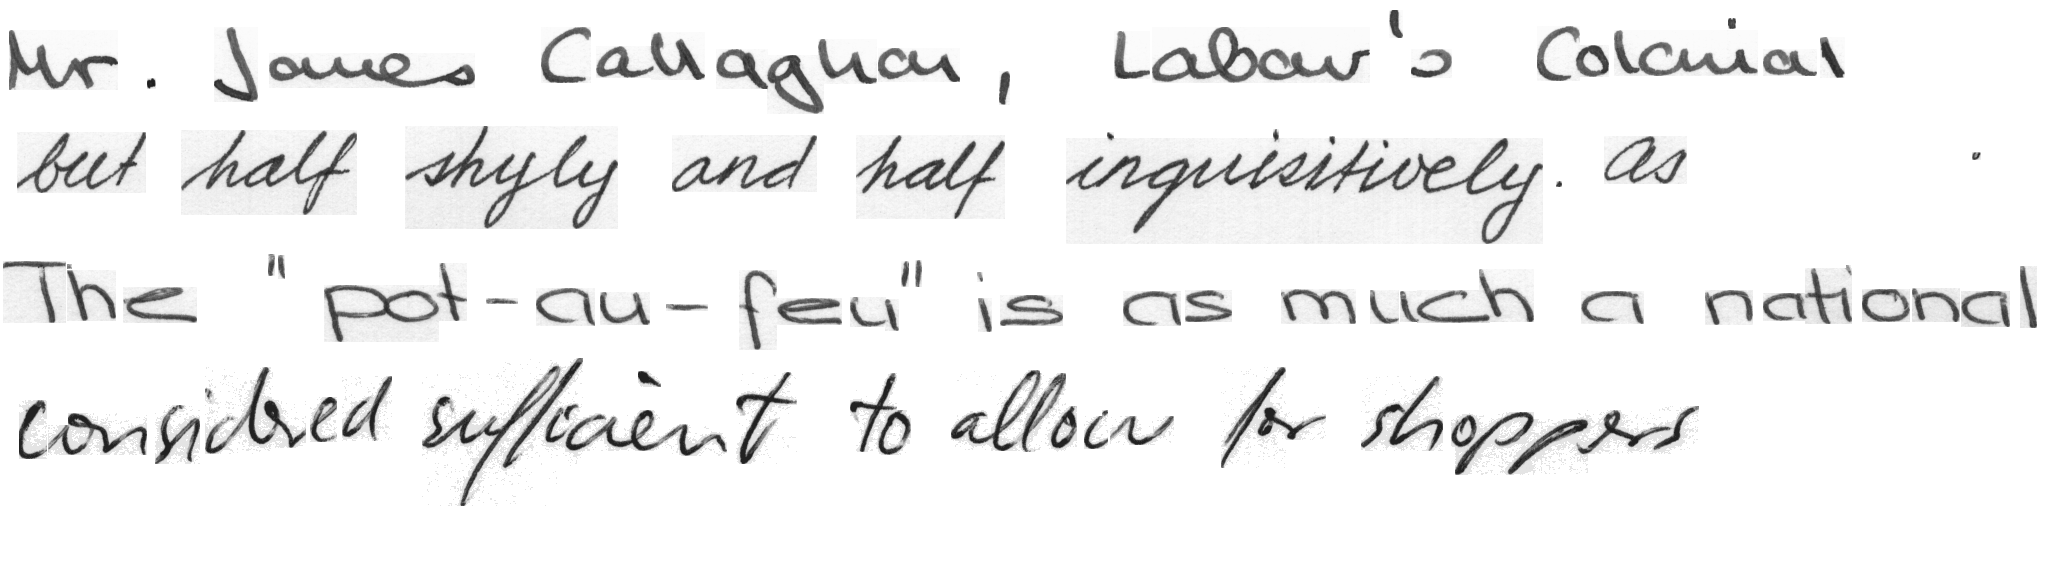 Mr. James Callaghan, Labour's Colonial
but half shyly and half inquisitively. as
The "pot-au-feu" is as much a national
considered sufficient to allow for shoppers